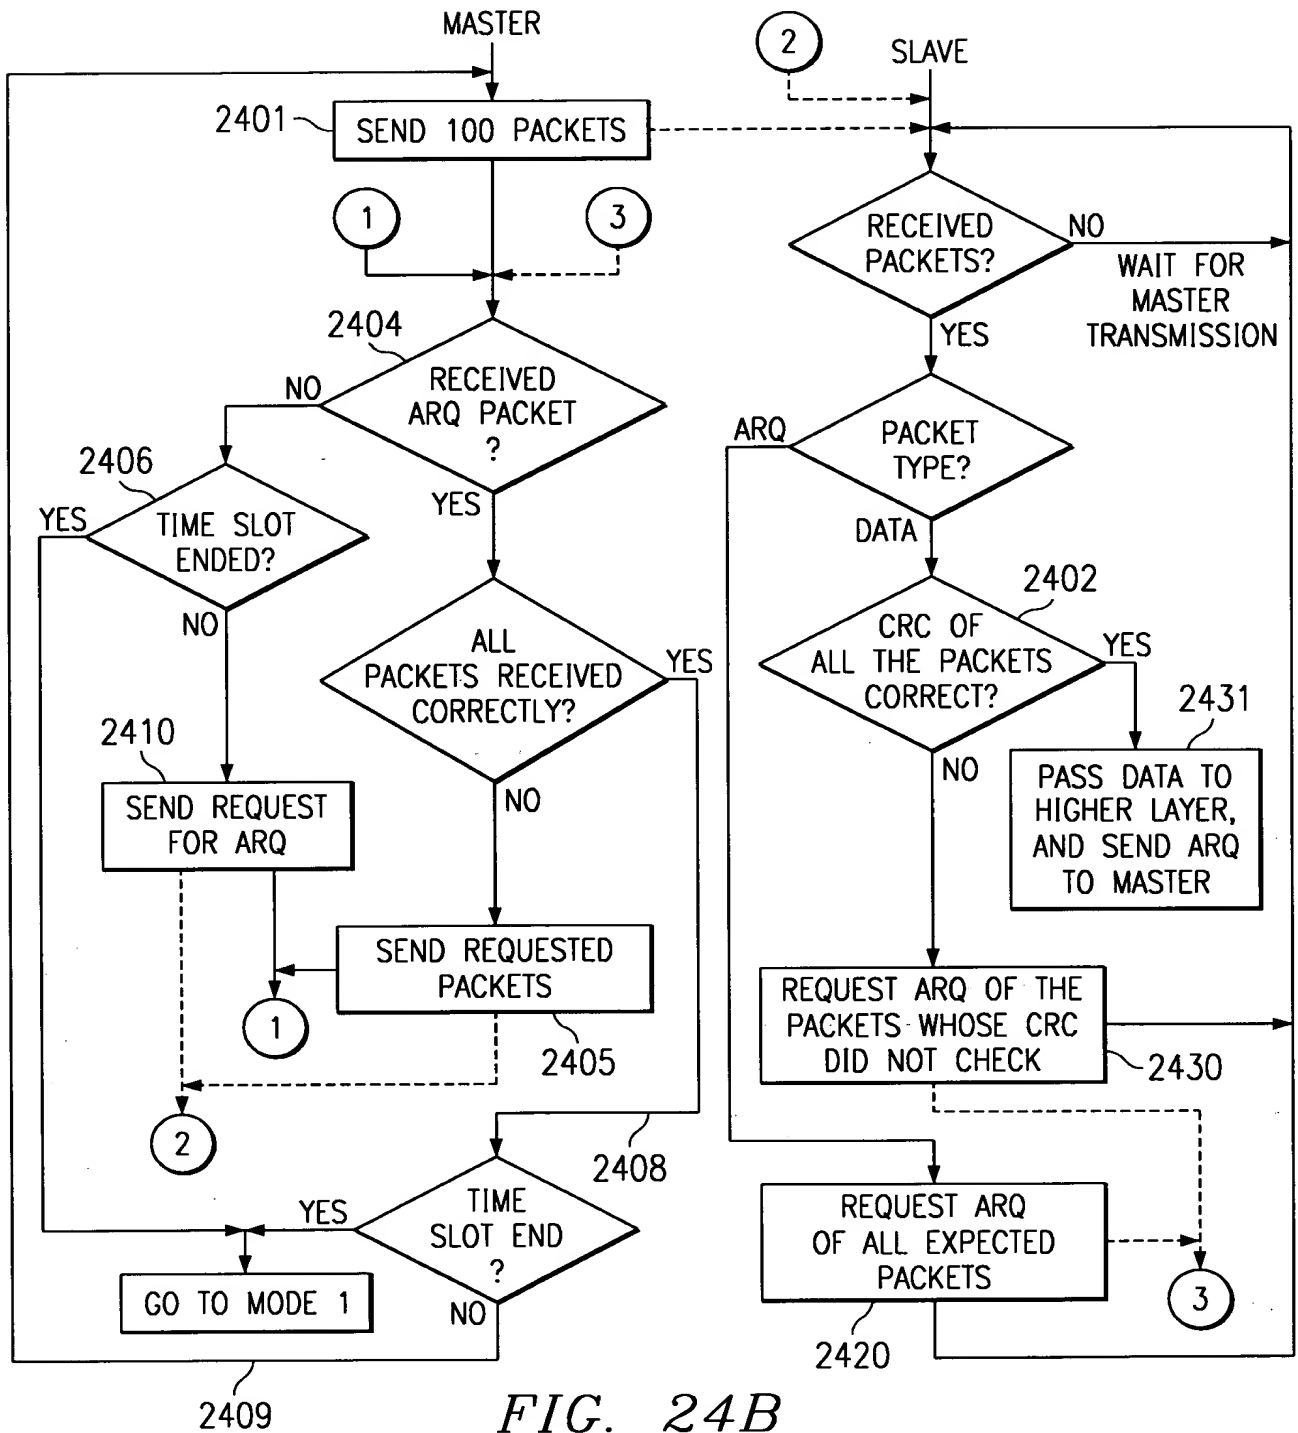 MASTER
2
SLAVE
2401
SEND 100 PACKETS
1
3
RECEIVED
PACKETS?
NO
WAIT FOR
MASTER
TRANSMISSION
YES
2404
NO
RECEIVED
ARQ PACKET
?
YES
ARQ
PACKET
TYPE?
DATA
2406
YES
TIME SLOT
ENDED?
NO
2402
CRC OF
ALL THE PACKETS
CORRECT?
YES
NO
ALL
PACKETS RECEIVED
CORRECTLY?
YES
NO
2431
PASS DATA TO
HIGHER LAYER,
AND SEND ARQ
TO MASTER
2410
SEND REQUEST
FOR ARQ
SEND REQUESTED
PACKETS
2405
1
2
REQUEST ARQ OF THE
PACKETS WHOSE CRC
DID NOT CHECK
2430
2408
YES
TIME
SLOT END
?
NO
GO TO MODE 1
REQUEST ARQ
OF ALL EXPECTED
PACKETS
2420
3
2409
FIG. 24B